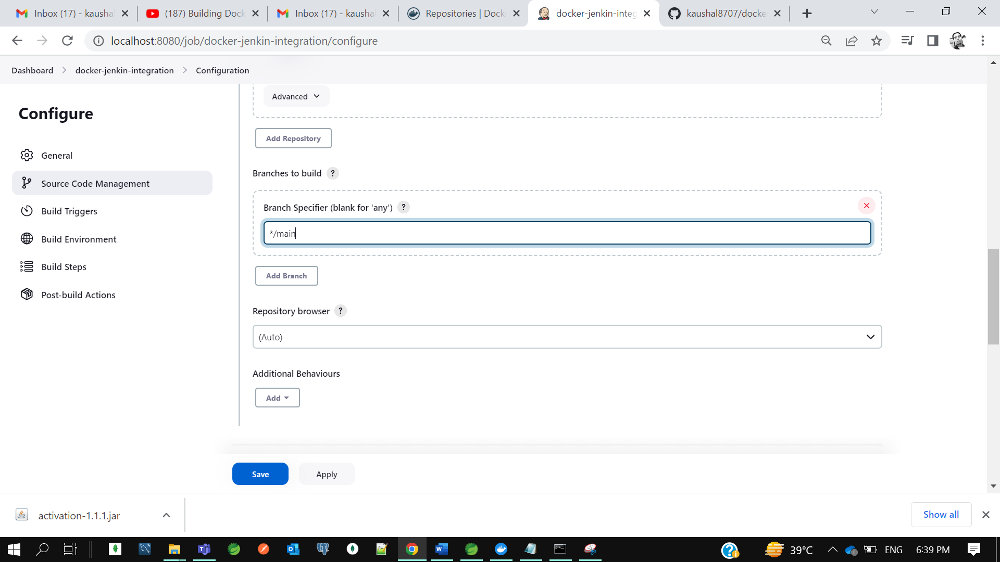 Inbox (17) - kausha
(187) Building Dock
Inbox (17) - kausha
Repositories | Dock
docker-jenkin-integ
kaushal8707/docke
localhost:8080/job/docker-jenkin-integration/configure
Dashboard
docker-jenkin-integration
Configuration
Configure
General
Source Code Management
Build Triggers
Build Environment
Build Steps
Post-build Actions
Advanced
Add Repository
Branches to build ?
Branch Specifier (blank for 'any') ?
*/main
Add Branch
Repository browser ?
(Auto)
Additional Behaviours
Add
Save
Apply
activation-1.1.1.jar
Show all
39°C
ENG
6:39 PM